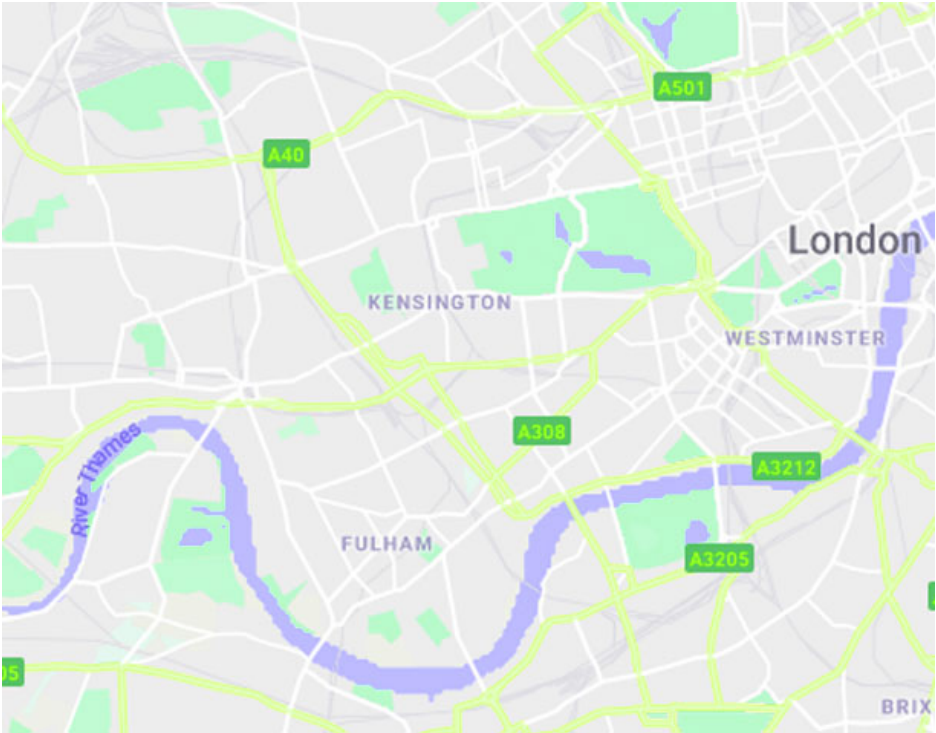 A501
A40
London
KENSINGTON
WESTMINSTER
A308
River Thames
A3212
FULHAM
A3205
05
BRIX